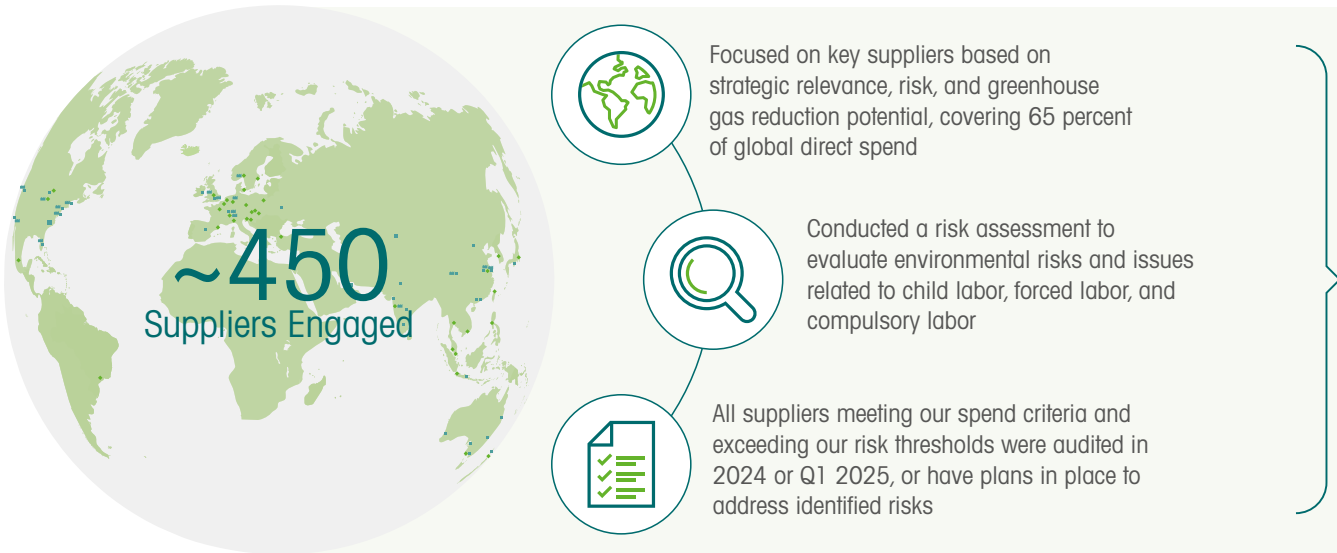 ~450
Suppliers Engaged
Focused on key suppliers based on
strategic relevance, risk, and greenhouse
gas reduction potential, covering 65 percent
of global direct spend
Conducted a risk assessment to
evaluate environmental risks and issues
related to child labor, forced labor, and
compulsory labor
All suppliers meeting our spend criteria and
exceeding our risk thresholds were audited in
2024 or Q1 2025, or have plans in place to
address identified risks